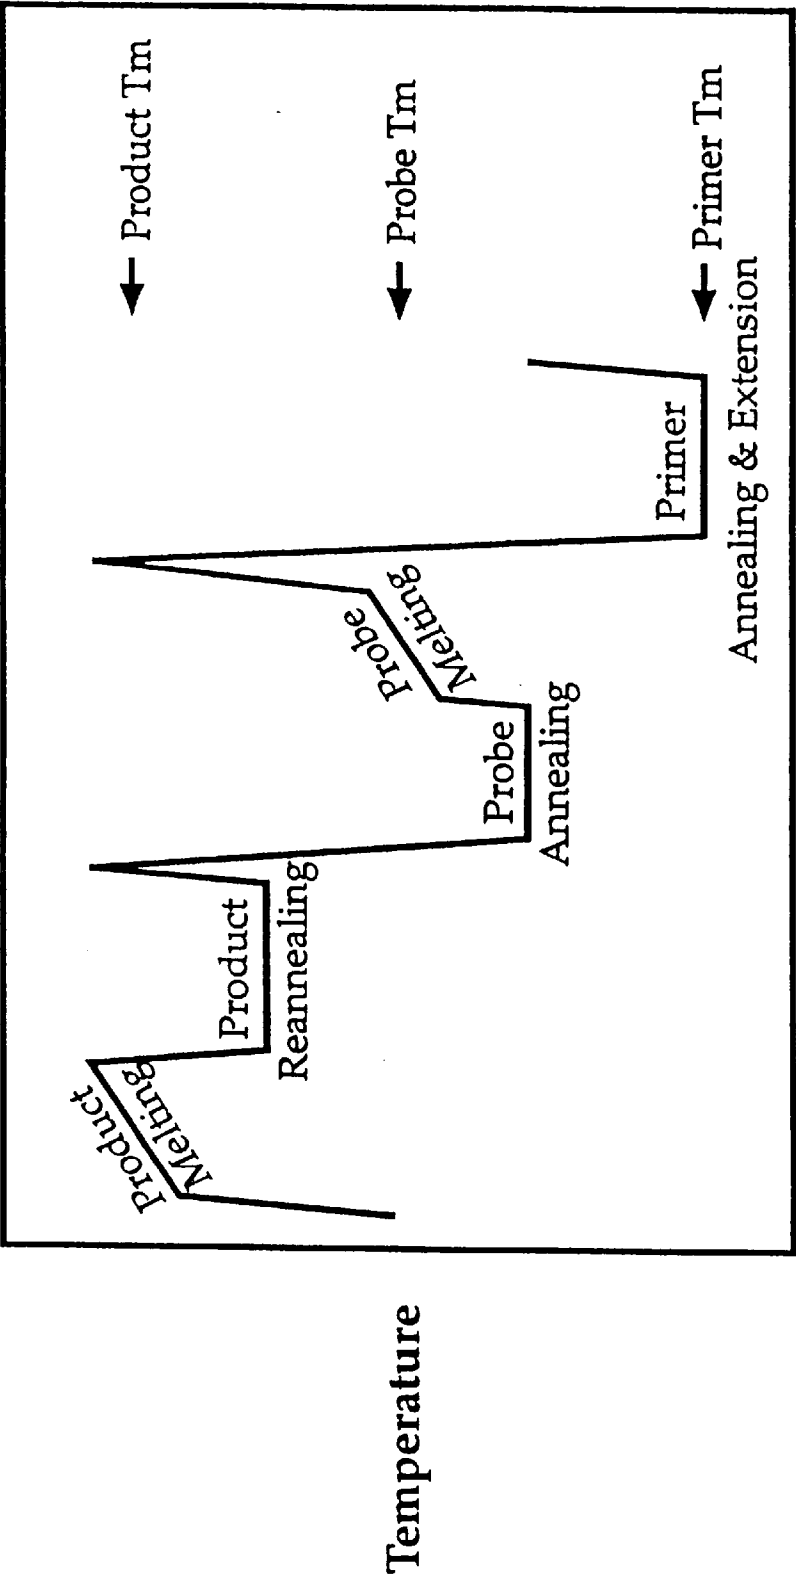 Temperature
Product
Melting
Product
Reannealing
Probe
Annealing
Probe
Melting
Primer
Annealing & Extension
Product Tm
Probe Tm
Primer Tm